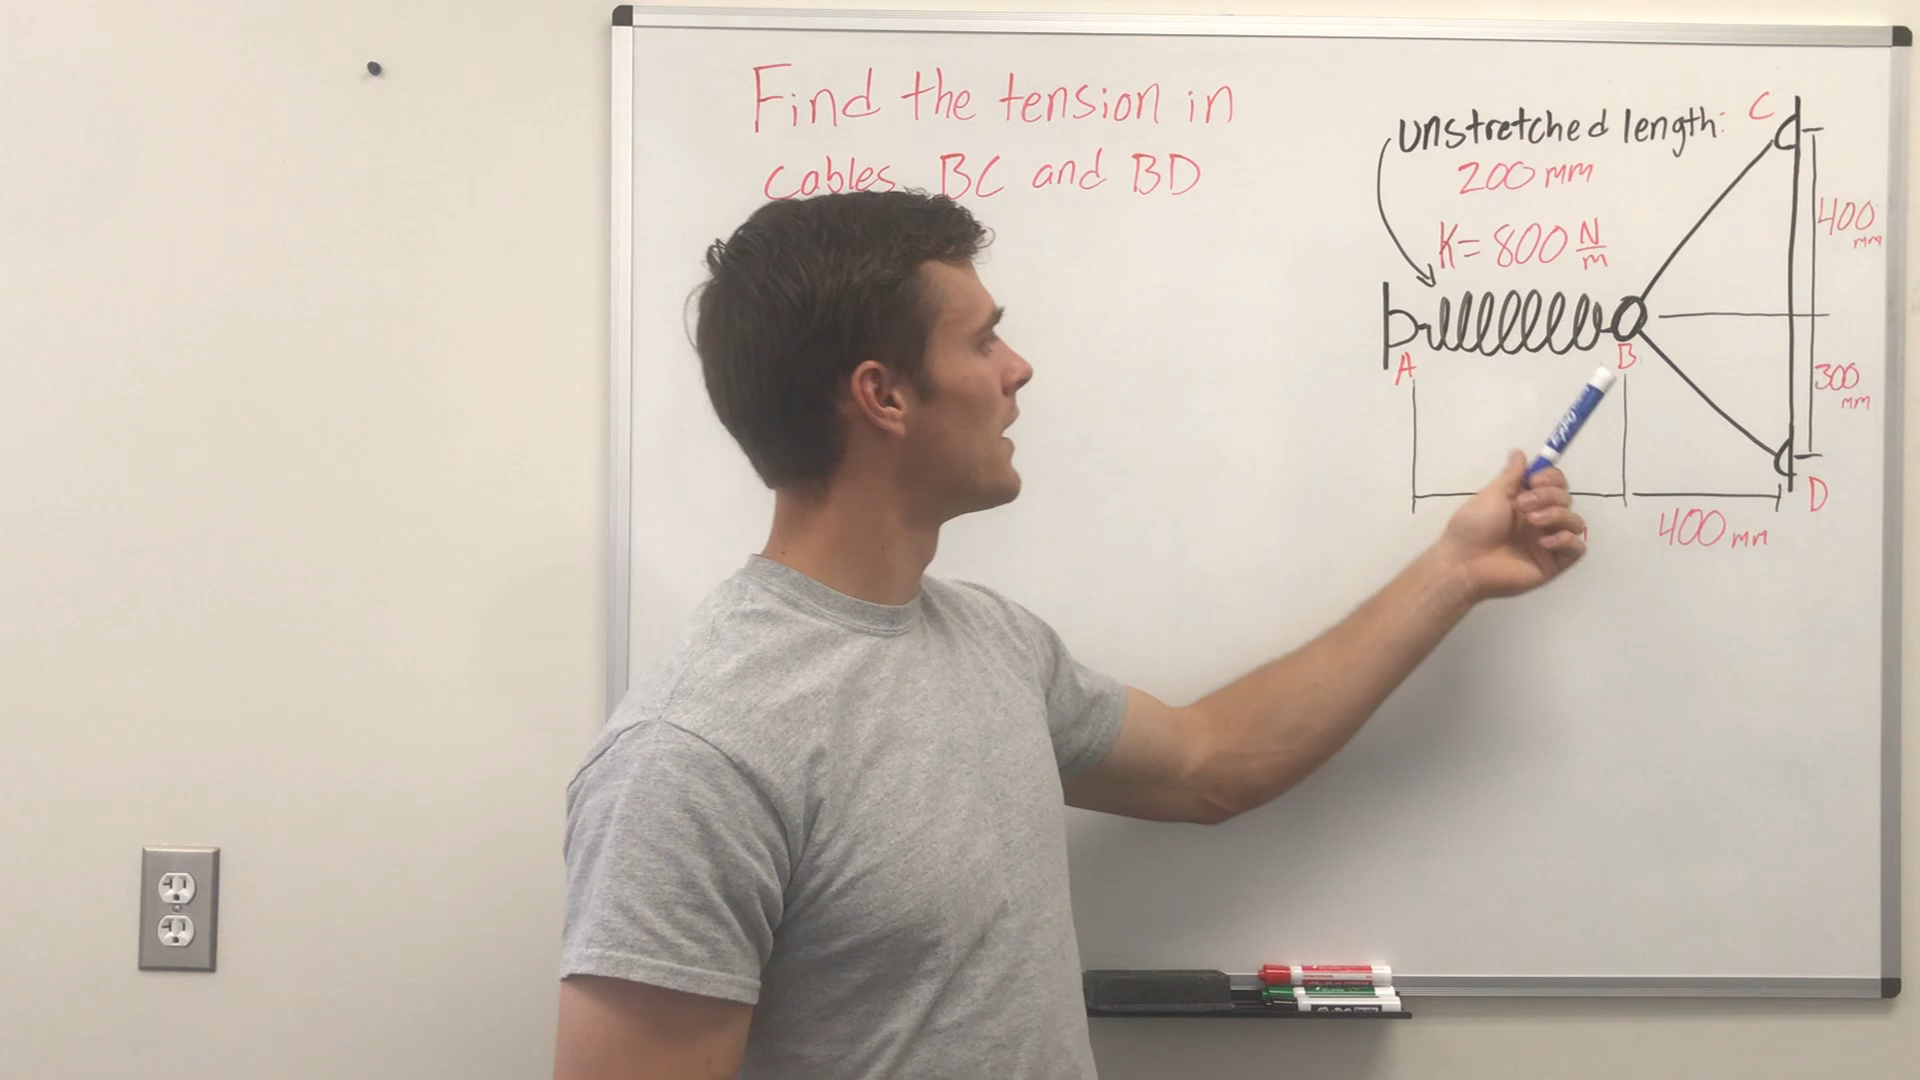 Find the tension in
cables BC and BD
unstretched length:
200 mm
K = 800 N/m
C
400
mm
A
B
300
mm
D
400 mm
EXPO